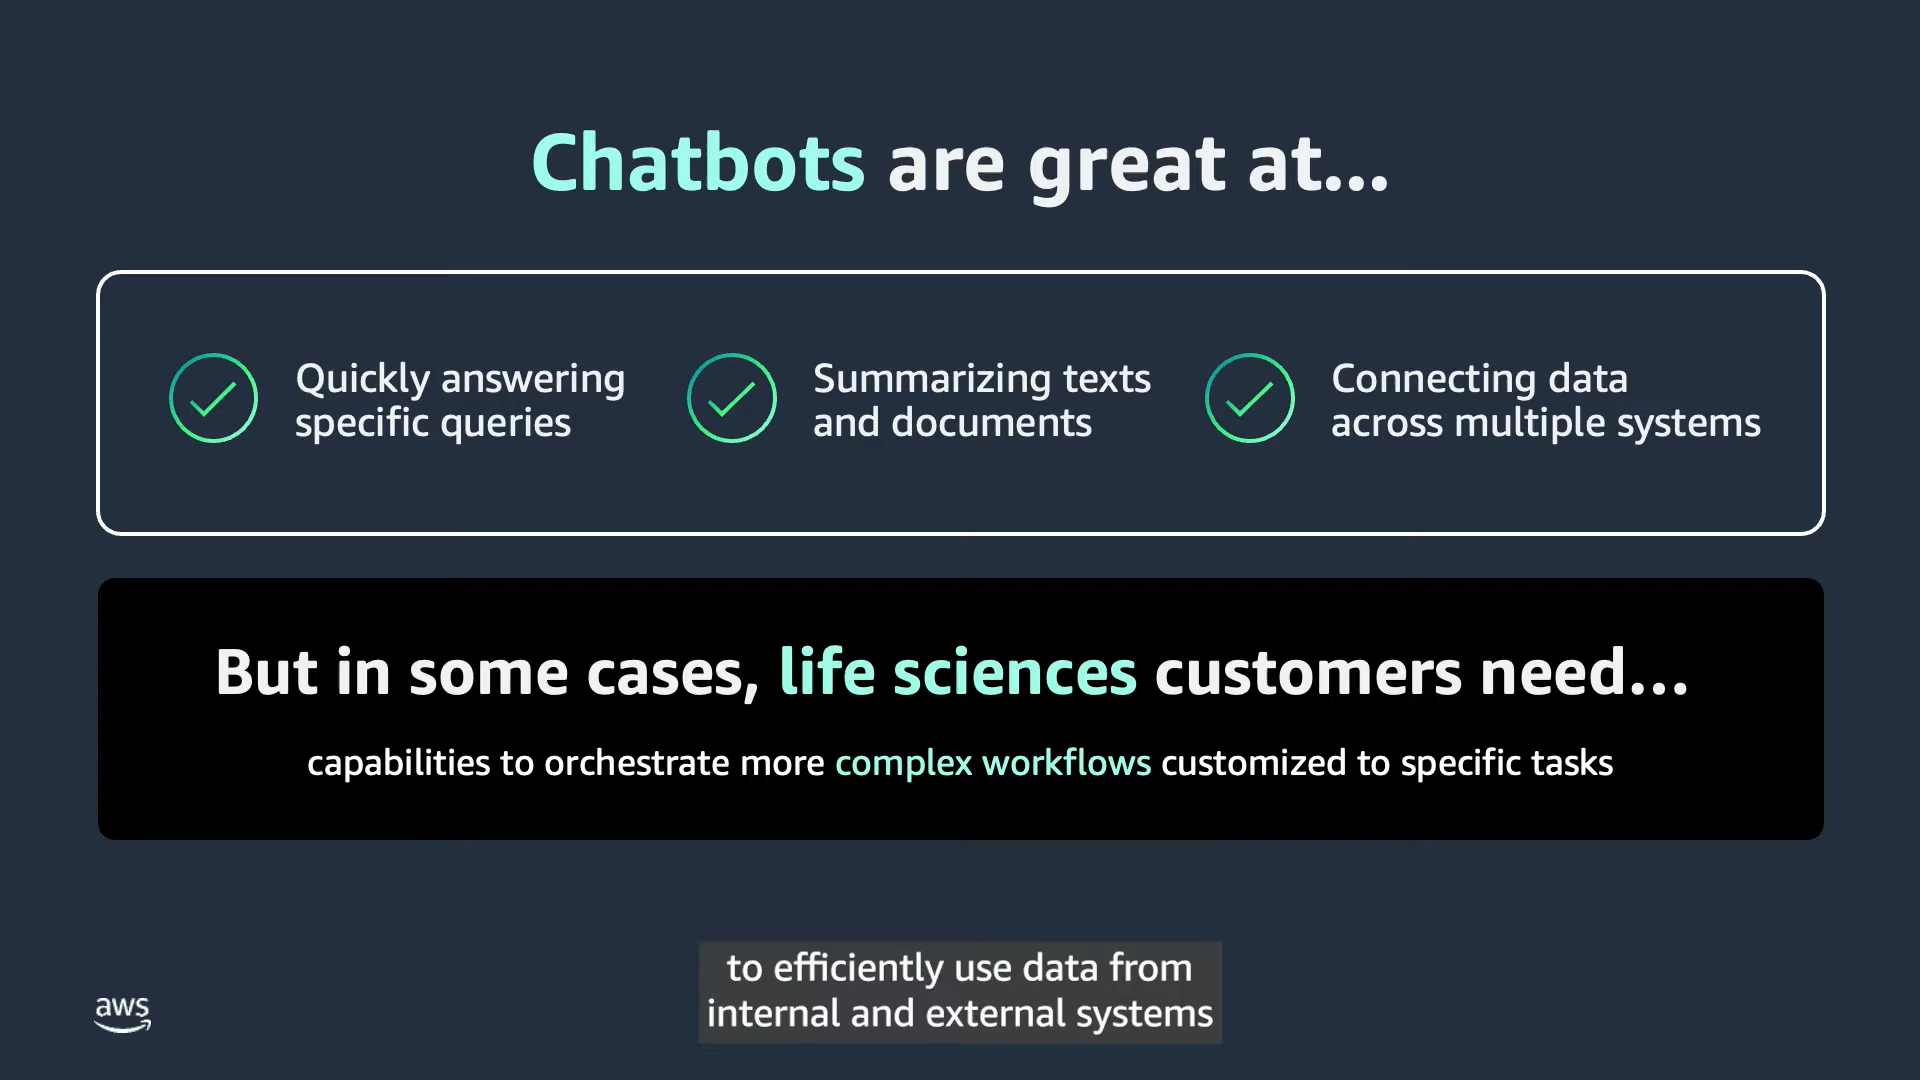 Chatbots are great at...
Quickly answering
specific queries
Summarizing texts
and documents
Connecting data
across multiple systems
But in some cases, life sciences customers need...
capabilities to orchestrate more complex workflows customized to specific tasks
to efficiently use data from
internal and external systems
aws